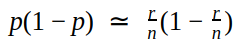 p(1 − p) ≃ r/n(1 − r/n)